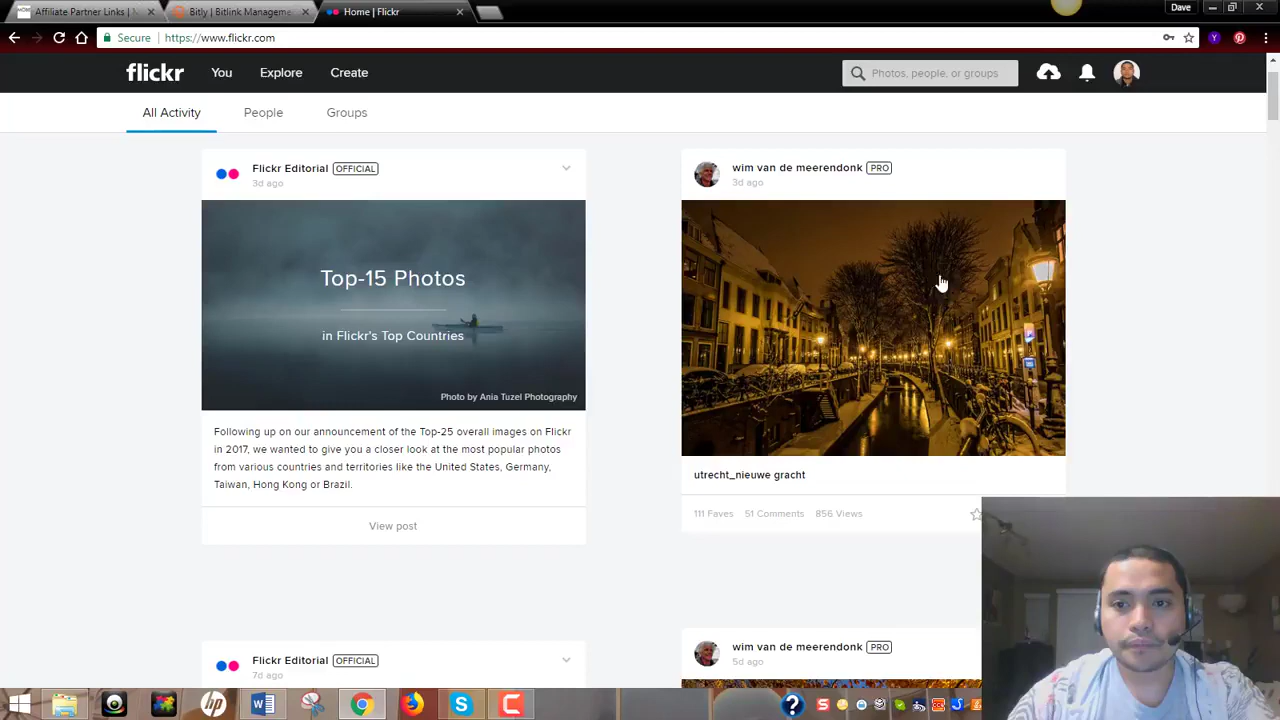 Affiliate Partner Links |
Bitly | Bitlink Manageme
Home | Flickr
Dave
Secure
https://www.flickr.com
flickr
You
Explore
Create
Photos, people, or groups
All Activity
People
Groups
Flickr Editorial OFFICIAL
3d ago
Top-15 Photos
in Flickr's Top Countries
Photo by Ania Tuzel Photography
Following up on our announcement of the Top-25 overall images on Flickr
in 2017, we wanted to give you a closer look at the most popular photos
from various countries and territories like the United States, Germany,
Taiwan, Hong Kong or Brazil.
View post
wim van de meerendonk PRO
3d ago
utrecht_nieuwe gracht
111 Faves 51 Comments 856 Views
Flickr Editorial OFFICIAL
7d ago
wim van de meerendonk PRO
5d ago